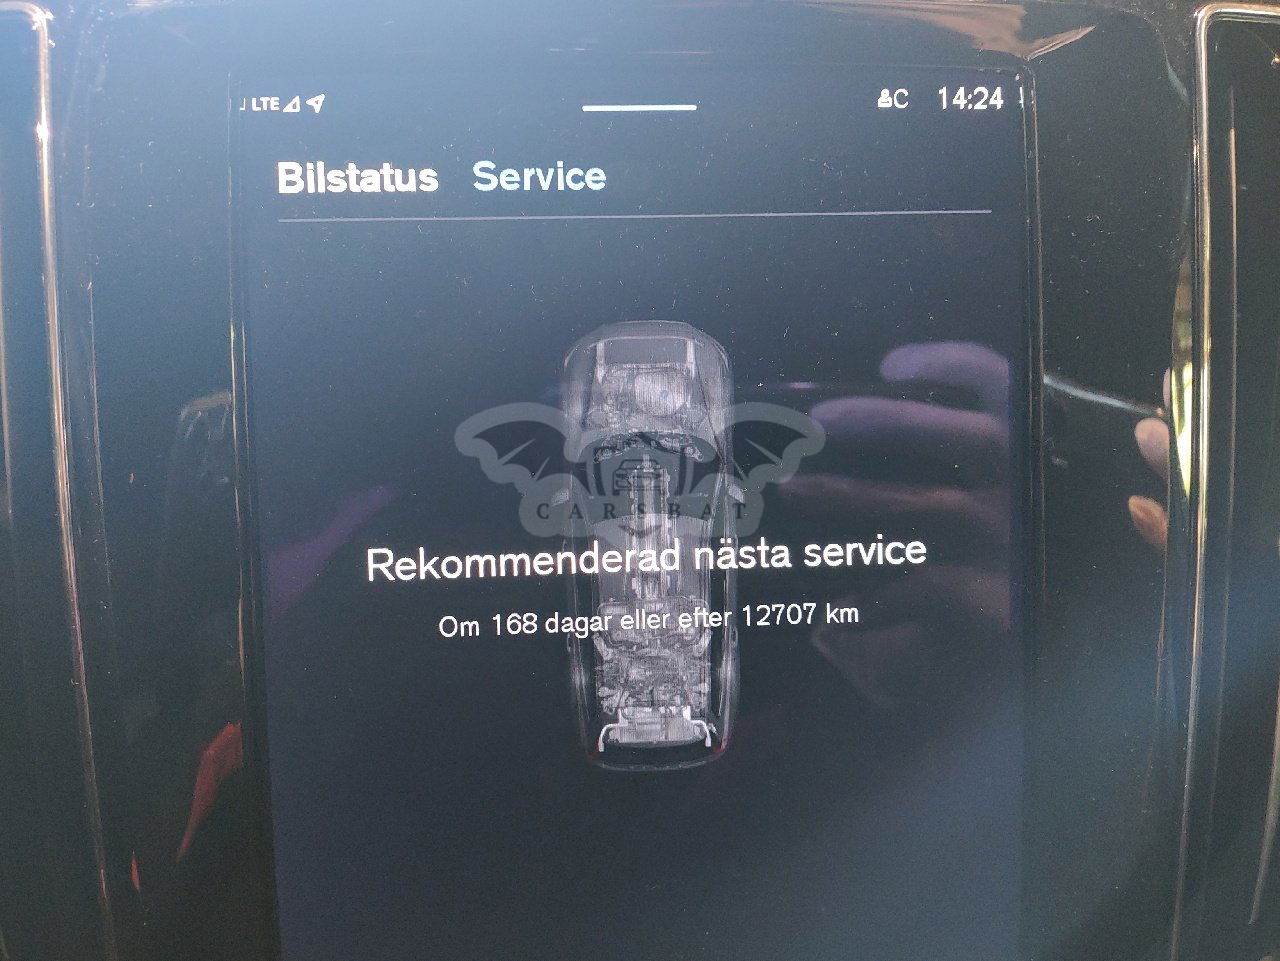 LTE C 14:24
Bilstatus Service
CARSBAT
Rekommenderad nästa service
Om 168 dagar eller efter 12707 km